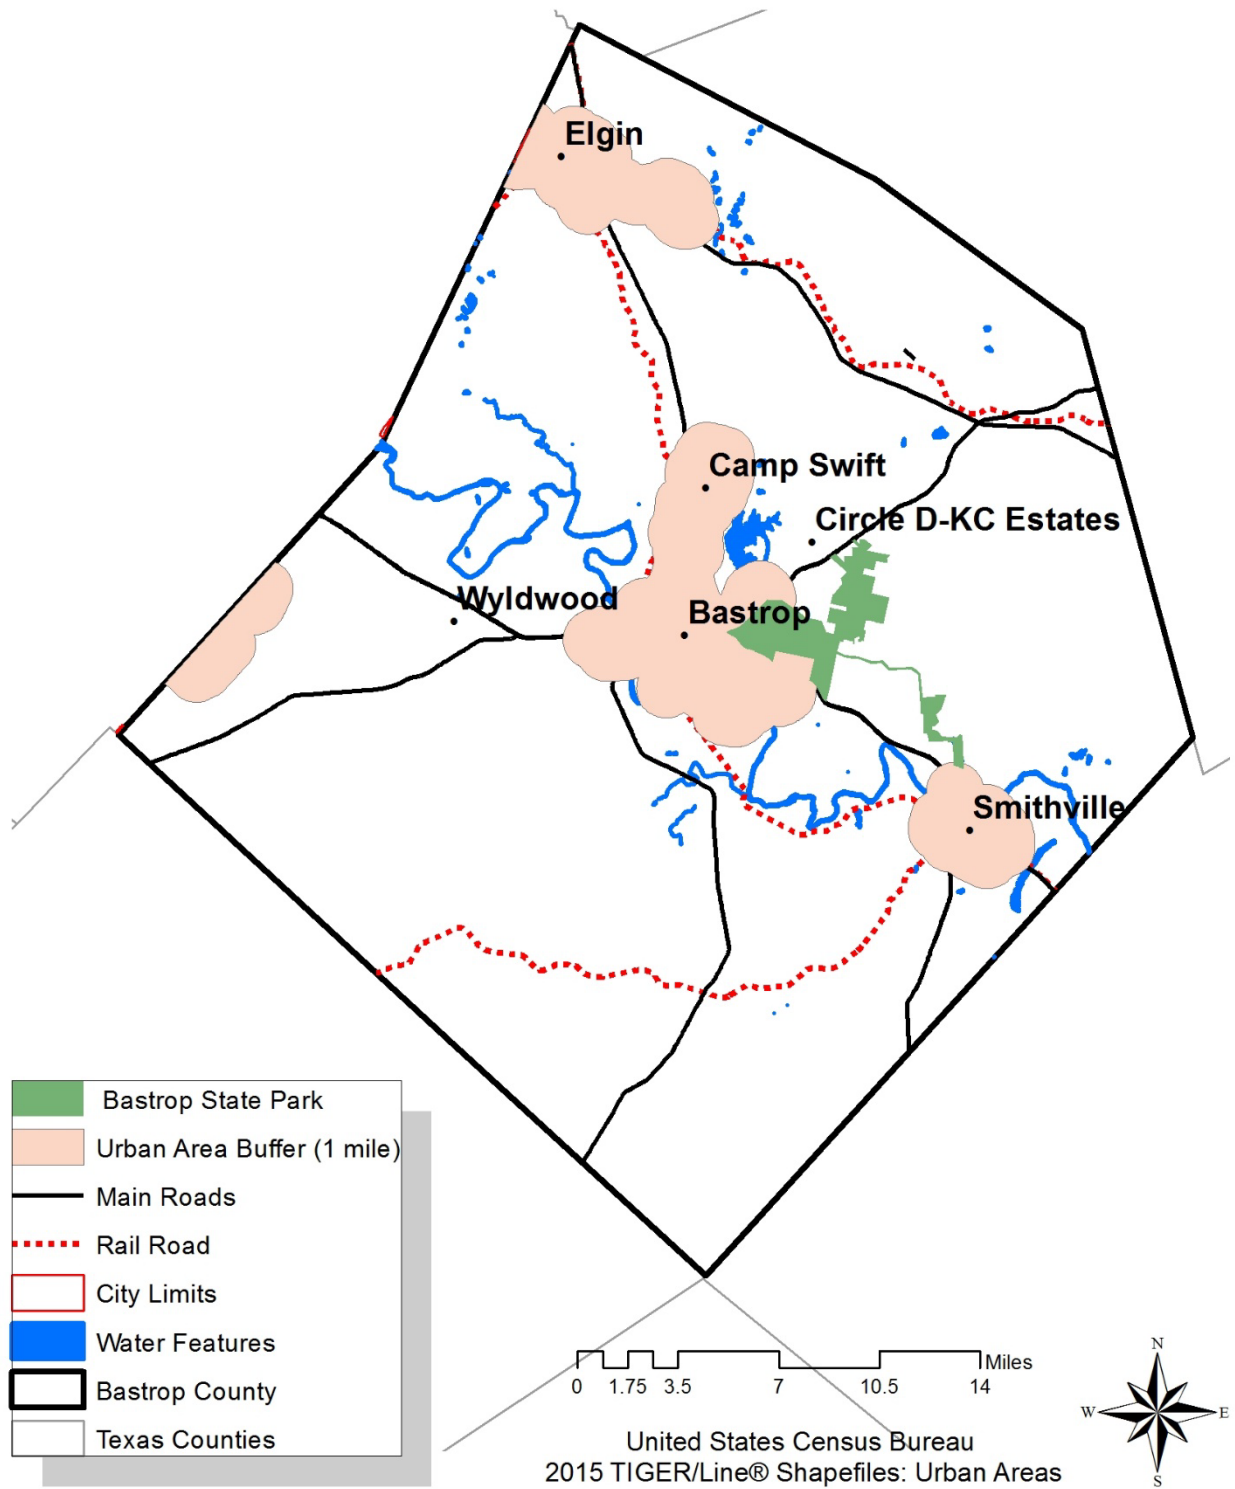 Elgin
Camp Swift
Circle D-KC Estates
Wyldwood
Bastrop
Smithville
Bastrop State Park
Urban Area Buffer (1 mile)
Main Roads
Rail Road
City Limits
Water Features
Bastrop County
Texas Counties
Miles
0 1.75 3.5 7 10.5 14
N
W E
S
United States Census Bureau
2015 TIGER/Line® Shapefiles: Urban Areas